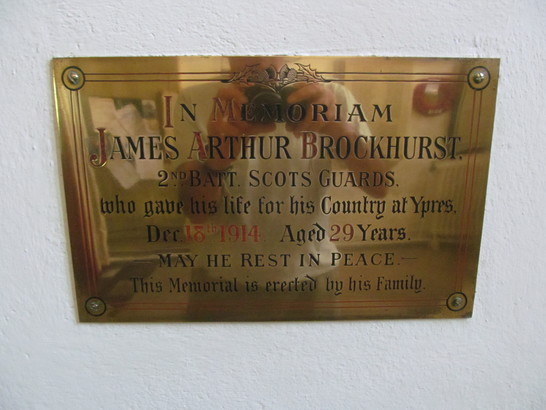 IN MEMORIAM
JAMES ARTHUR BROCKHURST.
2ND BATT. SCOTS GUARDS.
who gave his life for his Country at Ypres,
Dec. 18th 1914. Aged 29 Years.
— MAY HE REST IN PEACE. —
This Memorial is erected by his Family.